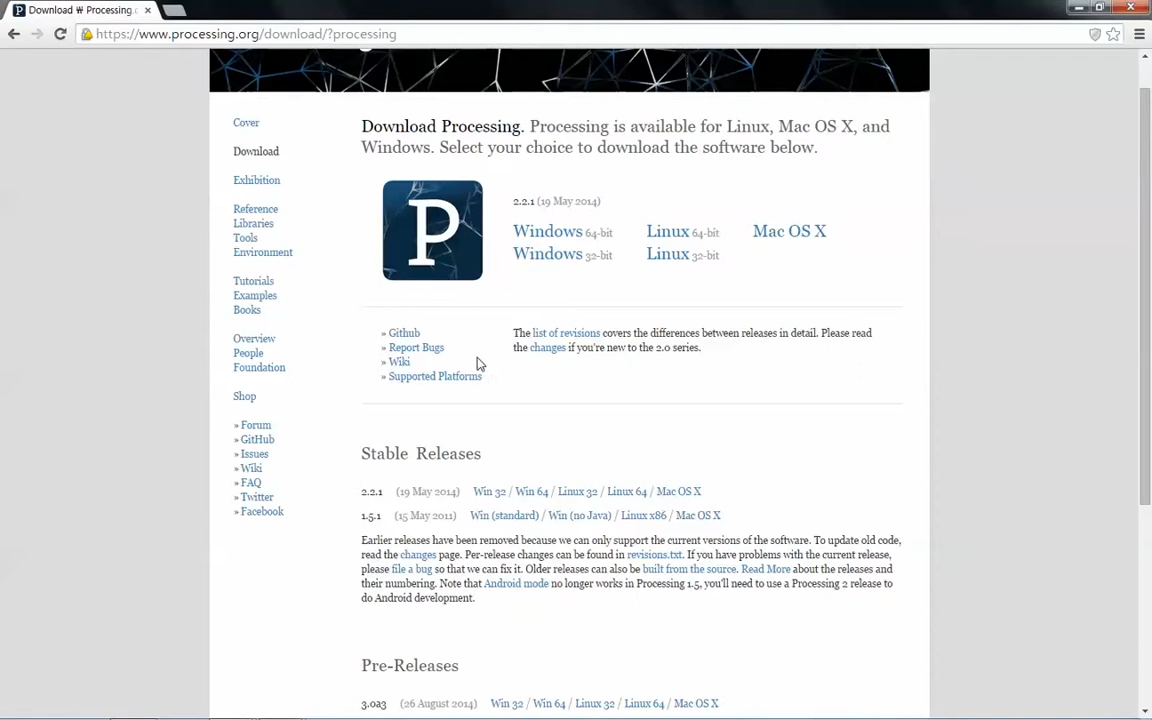 Download ₩ Processing.
https://www.processing.org/download/?processing
Cover
Download
Exhibition
Reference
Libraries
Tools
Environment
Tutorials
Examples
Books
Overview
People
Foundation
Shop
» Forum
» GitHub
» Issues
» Wiki
» FAQ
» Twitter
» Facebook
Download Processing. Processing is available for Linux, Mac OS X, and
Windows. Select your choice to download the software below.
P
2.2.1 (19 May 2014)
Windows 64-bit Linux 64-bit Mac OS X
Windows 32-bit Linux 32-bit
» Github
» Report Bugs
» Wiki
» Supported Platforms
The list of revisions covers the differences between releases in detail. Please read
the changes if you're new to the 2.0 series.
Stable Releases
2.2.1 (19 May 2014) Win 32 / Win 64 / Linux 32 / Linux 64 / Mac OS X
1.5.1 (15 May 2011) Win (standard) / Win (no Java) / Linux x86 / Mac OS X
Earlier releases have been removed because we can only support the current versions of the software. To update old code,
read the changes page. Per-release changes can be found in revisions.txt. If you have problems with the current release,
please file a bug so that we can fix it. Older releases can also be built from the source. Read More about the releases and
their numbering. Note that Android mode no longer works in Processing 1.5, you'll need to use a Processing 2 release to
do Android development.
Pre-Releases
3.0a3 (26 August 2014) Win 32 / Win 64 / Linux 32 / Linux 64 / Mac OS X